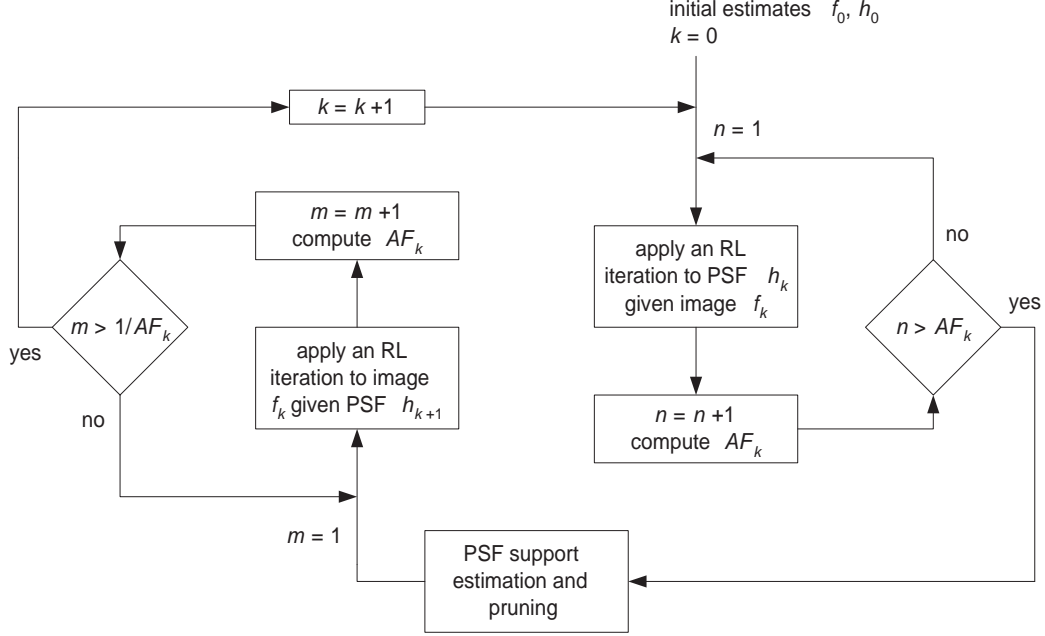 initial estimates f0, h0
k = 0
k = k +1
n = 1
m = m +1
compute AFk
no
apply an RL
iteration to PSF hk
given image fk
yes
m > 1/AFk
n > AFk
yes
apply an RL
iteration to image
fk given PSF hk+1
no
n = n +1
compute AFk
m = 1
PSF support
estimation and
pruning